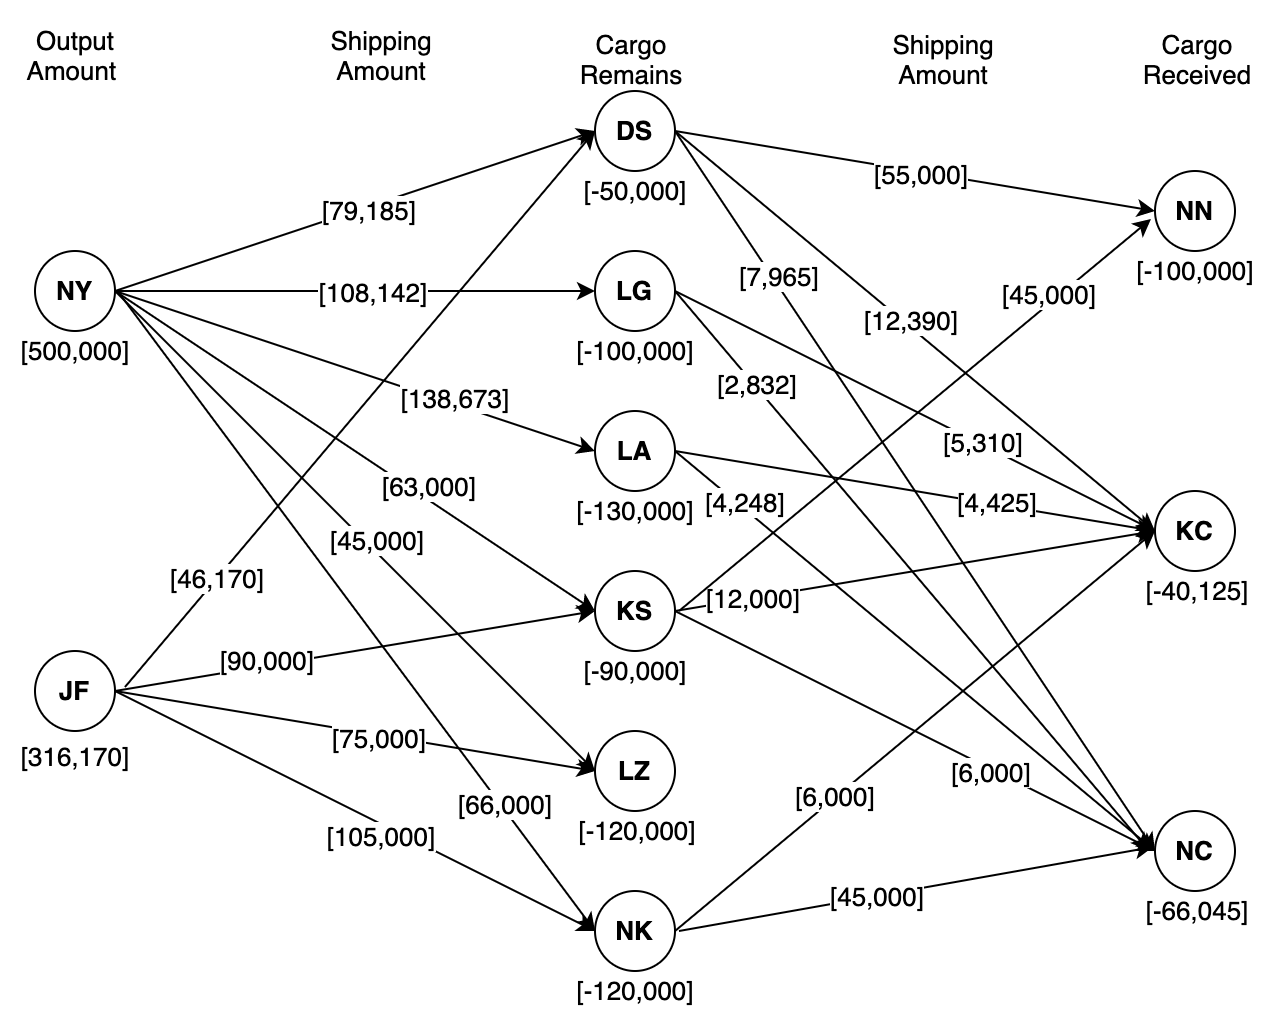 Output
Amount
Shipping
Amount
Cargo
Remains
Shipping
Amount
Cargo
Received
DS
[-50,000]
[79,185]
[55,000]
NN
[-100,000]
NY
[500,000]
[108,142]
LG
[-100,000]
[7,965]
[12,390]
[45,000]
[138,673]
[2,832]
LA
[-130,000]
[5,310]
[63,000]
[4,248]
[4,425]
KC
[-40,125]
[45,000]
[46,170]
KS
[-90,000]
[12,000]
JF
[316,170]
[90,000]
[75,000]
LZ
[-120,000]
[6,000]
[6,000]
[66,000]
[105,000]
NC
[-66,045]
NK
[-120,000]
[45,000]